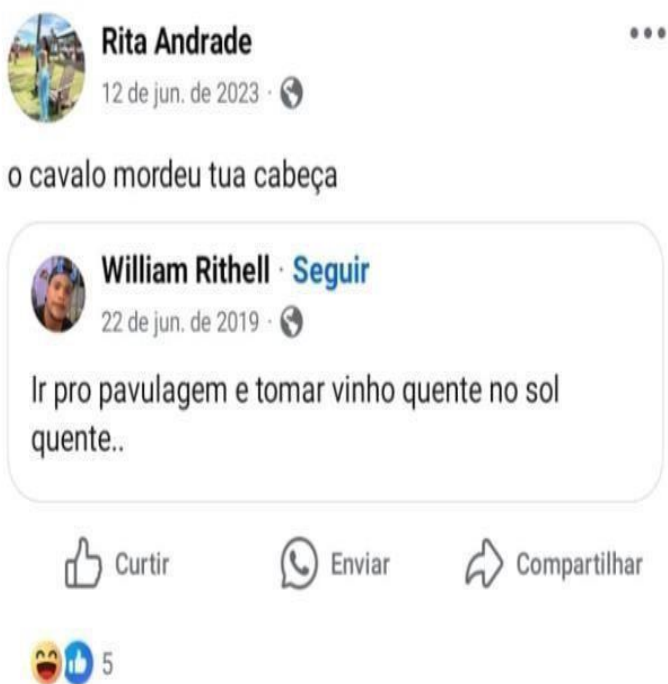 Rita Andrade
12 de jun. de 2023 ·
o cavalo mordeu tua cabeça
William Rithell · Seguir
22 de jun. de 2019 ·
Ir pro pavulagem e tomar vinho quente no sol
quente..
Curtir Enviar Compartilhar
5